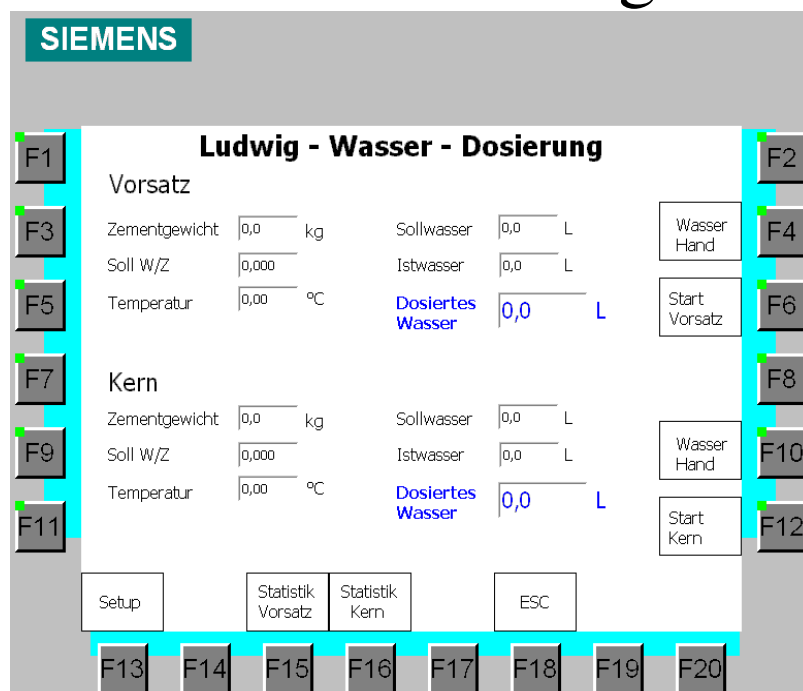 SIEMENS
Ludwig - Wasser - Dosierung
F1
F2
Vorsatz
F3
Zementgewicht 0,0 kg Sollwasser 0,0 L
Wasser
Hand
F4
Soll W/Z 0,000 Istwasser 0,0 L
F5
Temperatur 0,00 °C Dosiertes
Wasser 0,0 L
Start
Vorsatz
F6
F7
Kern
F8
Zementgewicht 0,0 kg Sollwasser 0,0 L
F9
Soll W/Z 0,000 Istwasser 0,0 L
Wasser
Hand
F10
Temperatur 0,00 °C Dosiertes
Wasser 0,0 L
F11
Start
Kern
F12
Setup
Statistik
Vorsatz
Statistik
Kern
ESC
F13 F14 F15 F16 F17 F18 F19 F20